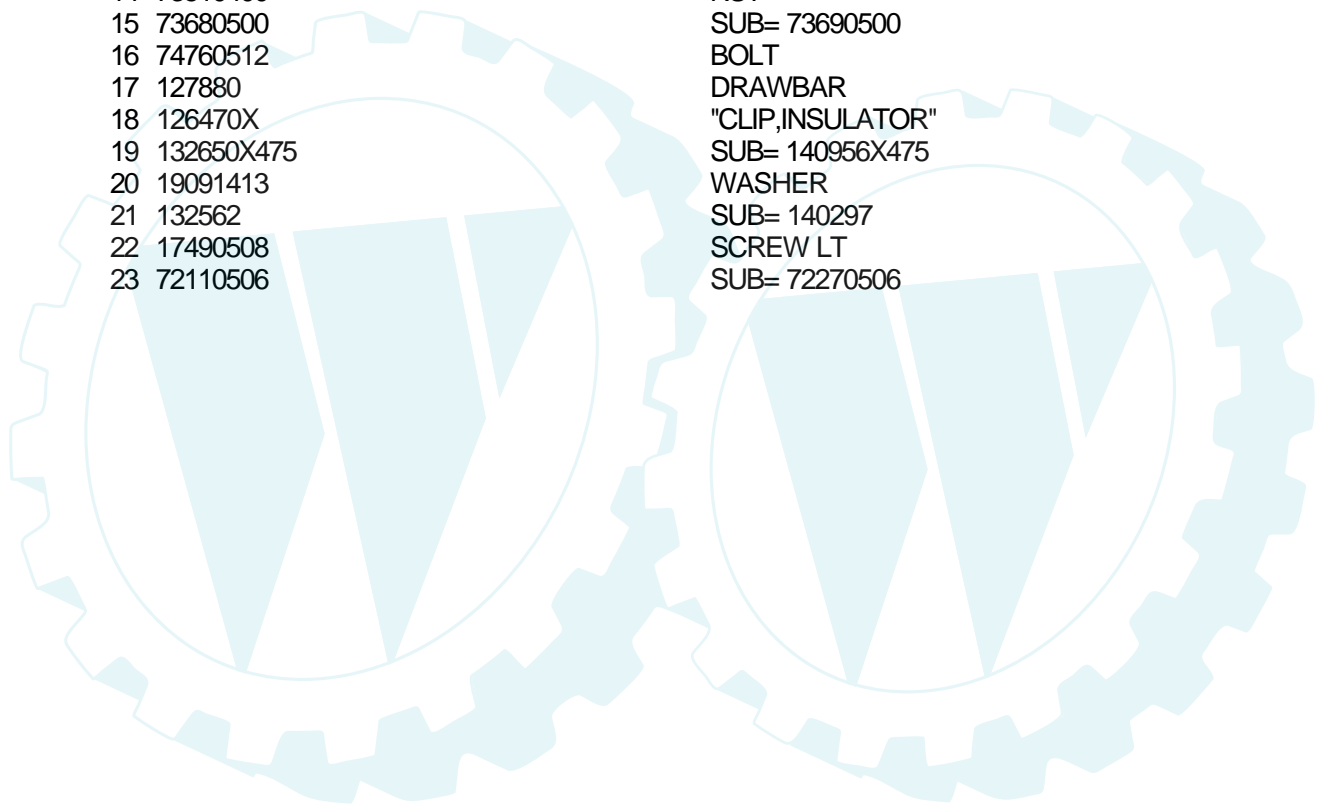 15 73680500 SUB= 73690500
16 74760512 BOLT
17 127880 DRAWBAR
18 126470X "CLIP,INSULATOR"
19 132650X475 SUB= 140956X475
20 19091413 WASHER
21 132562 SUB= 140297
22 17490508 SCREW LT
23 72110506 SUB= 72270506